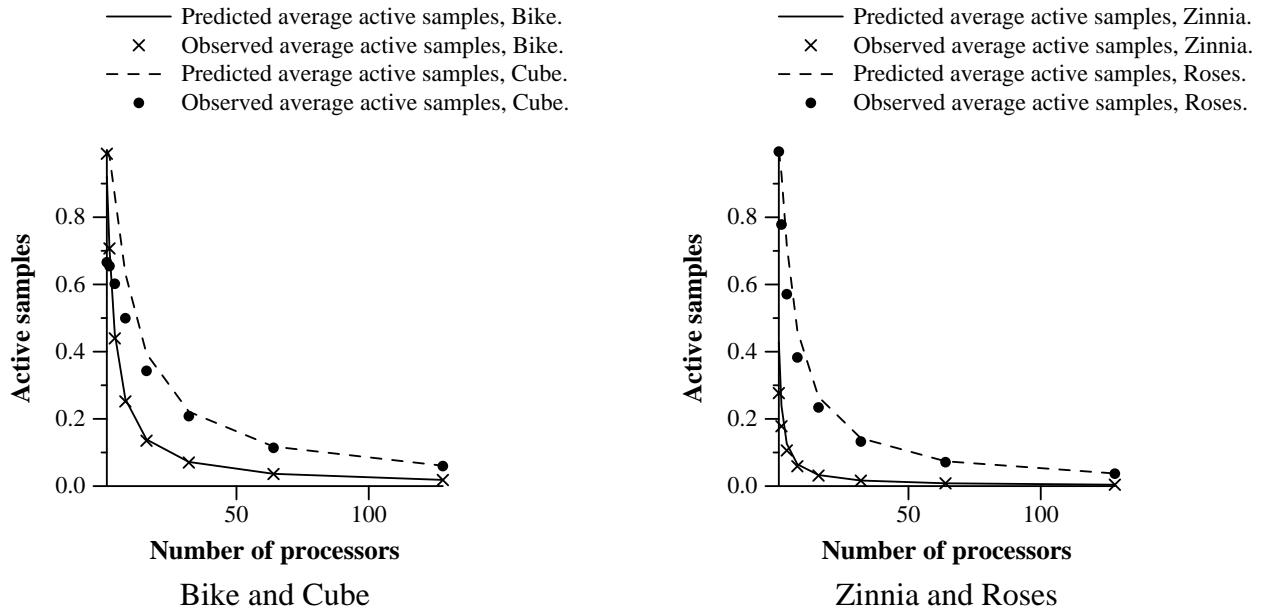 Predicted average active samples, Bike.
Observed average active samples, Bike.
Predicted average active samples, Cube.
Observed average active samples, Cube.
0.8
0.6
0.4
0.2
0.0
Active samples
50 100
Number of processors
Bike and Cube
Predicted average active samples, Zinnia.
Observed average active samples, Zinnia.
Predicted average active samples, Roses.
Observed average active samples, Roses.
0.8
0.6
0.4
0.2
0.0
Active samples
50 100
Number of processors
Zinnia and Roses